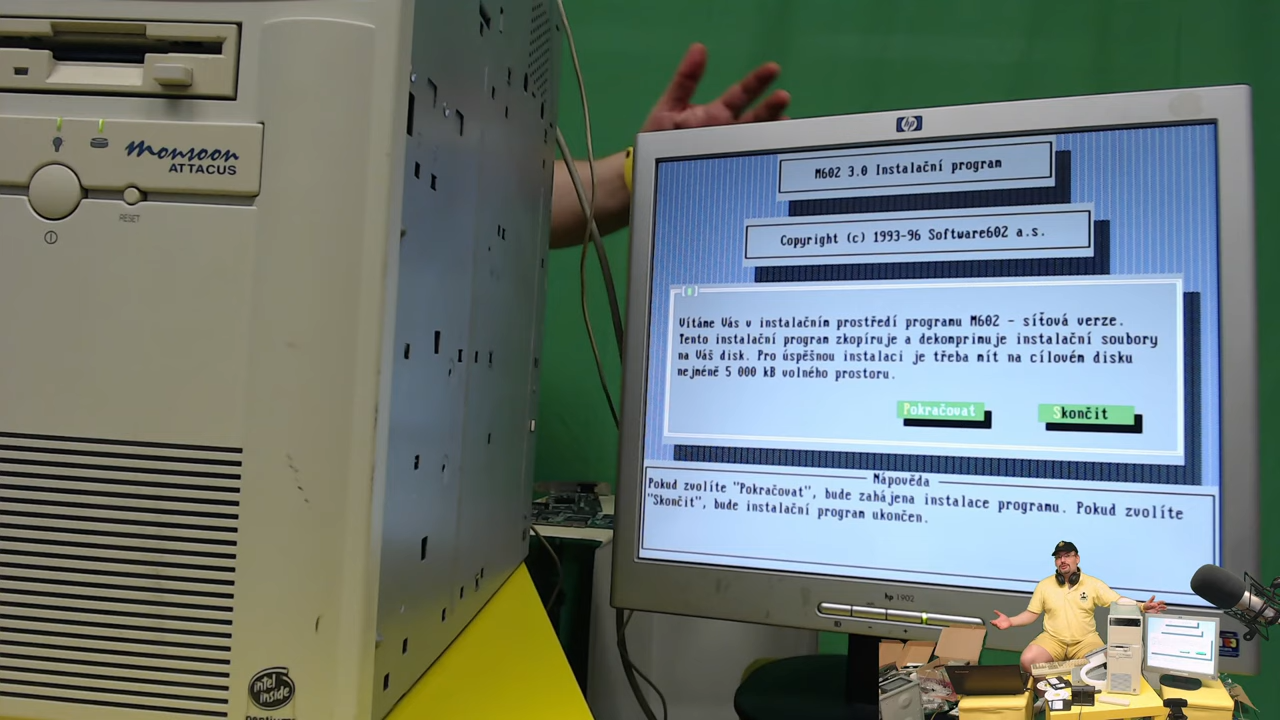 Monsoon
ATTACUS
RESET
intel
inside
pentium
hp
M602 3.0 Instalační program
Copyright (c) 1993-96 Software602 a.s.
Vítáme Vás v instalačním prostředí programu M602 - síťová verze.
Tento instalační program zkopíruje a dekomprimuje instalační soubory
na Váš disk. Pro úspěšnou instalaci je třeba mít na cílovém disku
nejméně 5 000 kB volného prostoru.
Pokračovat Skončit
Nápověda
Pokud zvolíte "Pokračovat", bude zahájena instalace programu. Pokud zvolíte
"Skončit", bude instalační program ukončen.
hp 1902